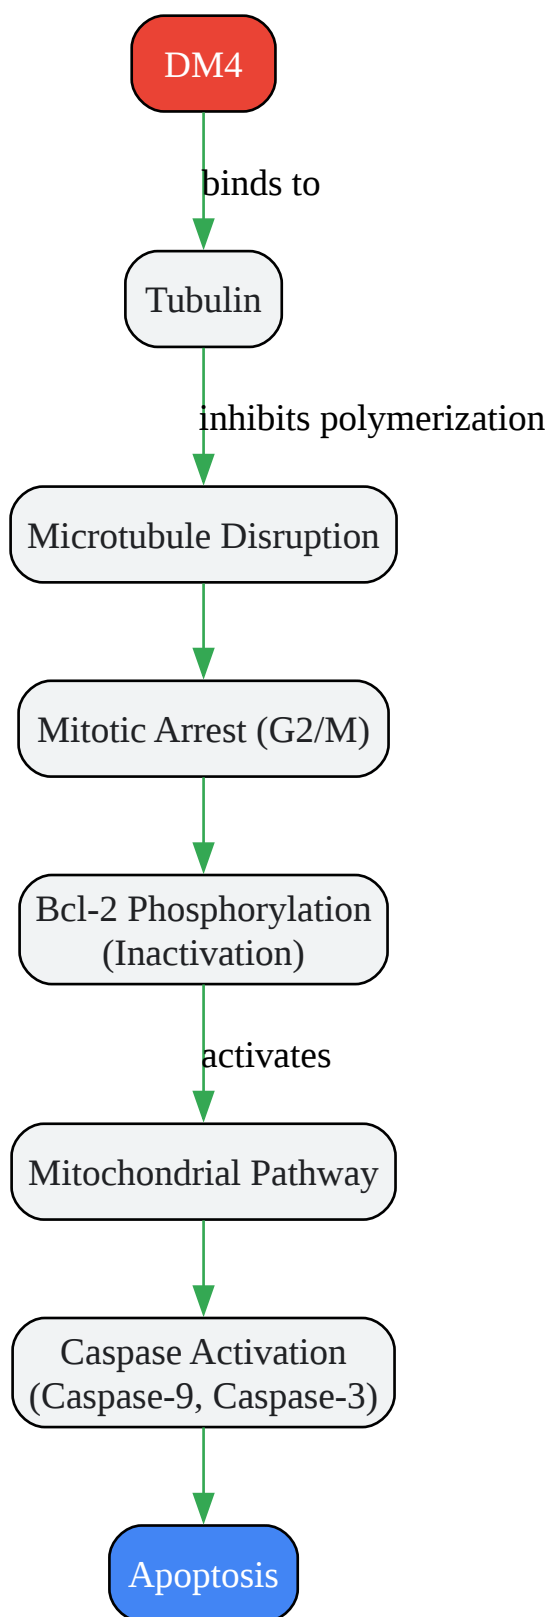 DM4
binds to
Tubulin
inhibits polymerization
Microtubule Disruption
Mitotic Arrest (G2/M)
Bcl-2 Phosphorylation
(Inactivation)
activates
Mitochondrial Pathway
Caspase Activation
(Caspase-9, Caspase-3)
Apoptosis